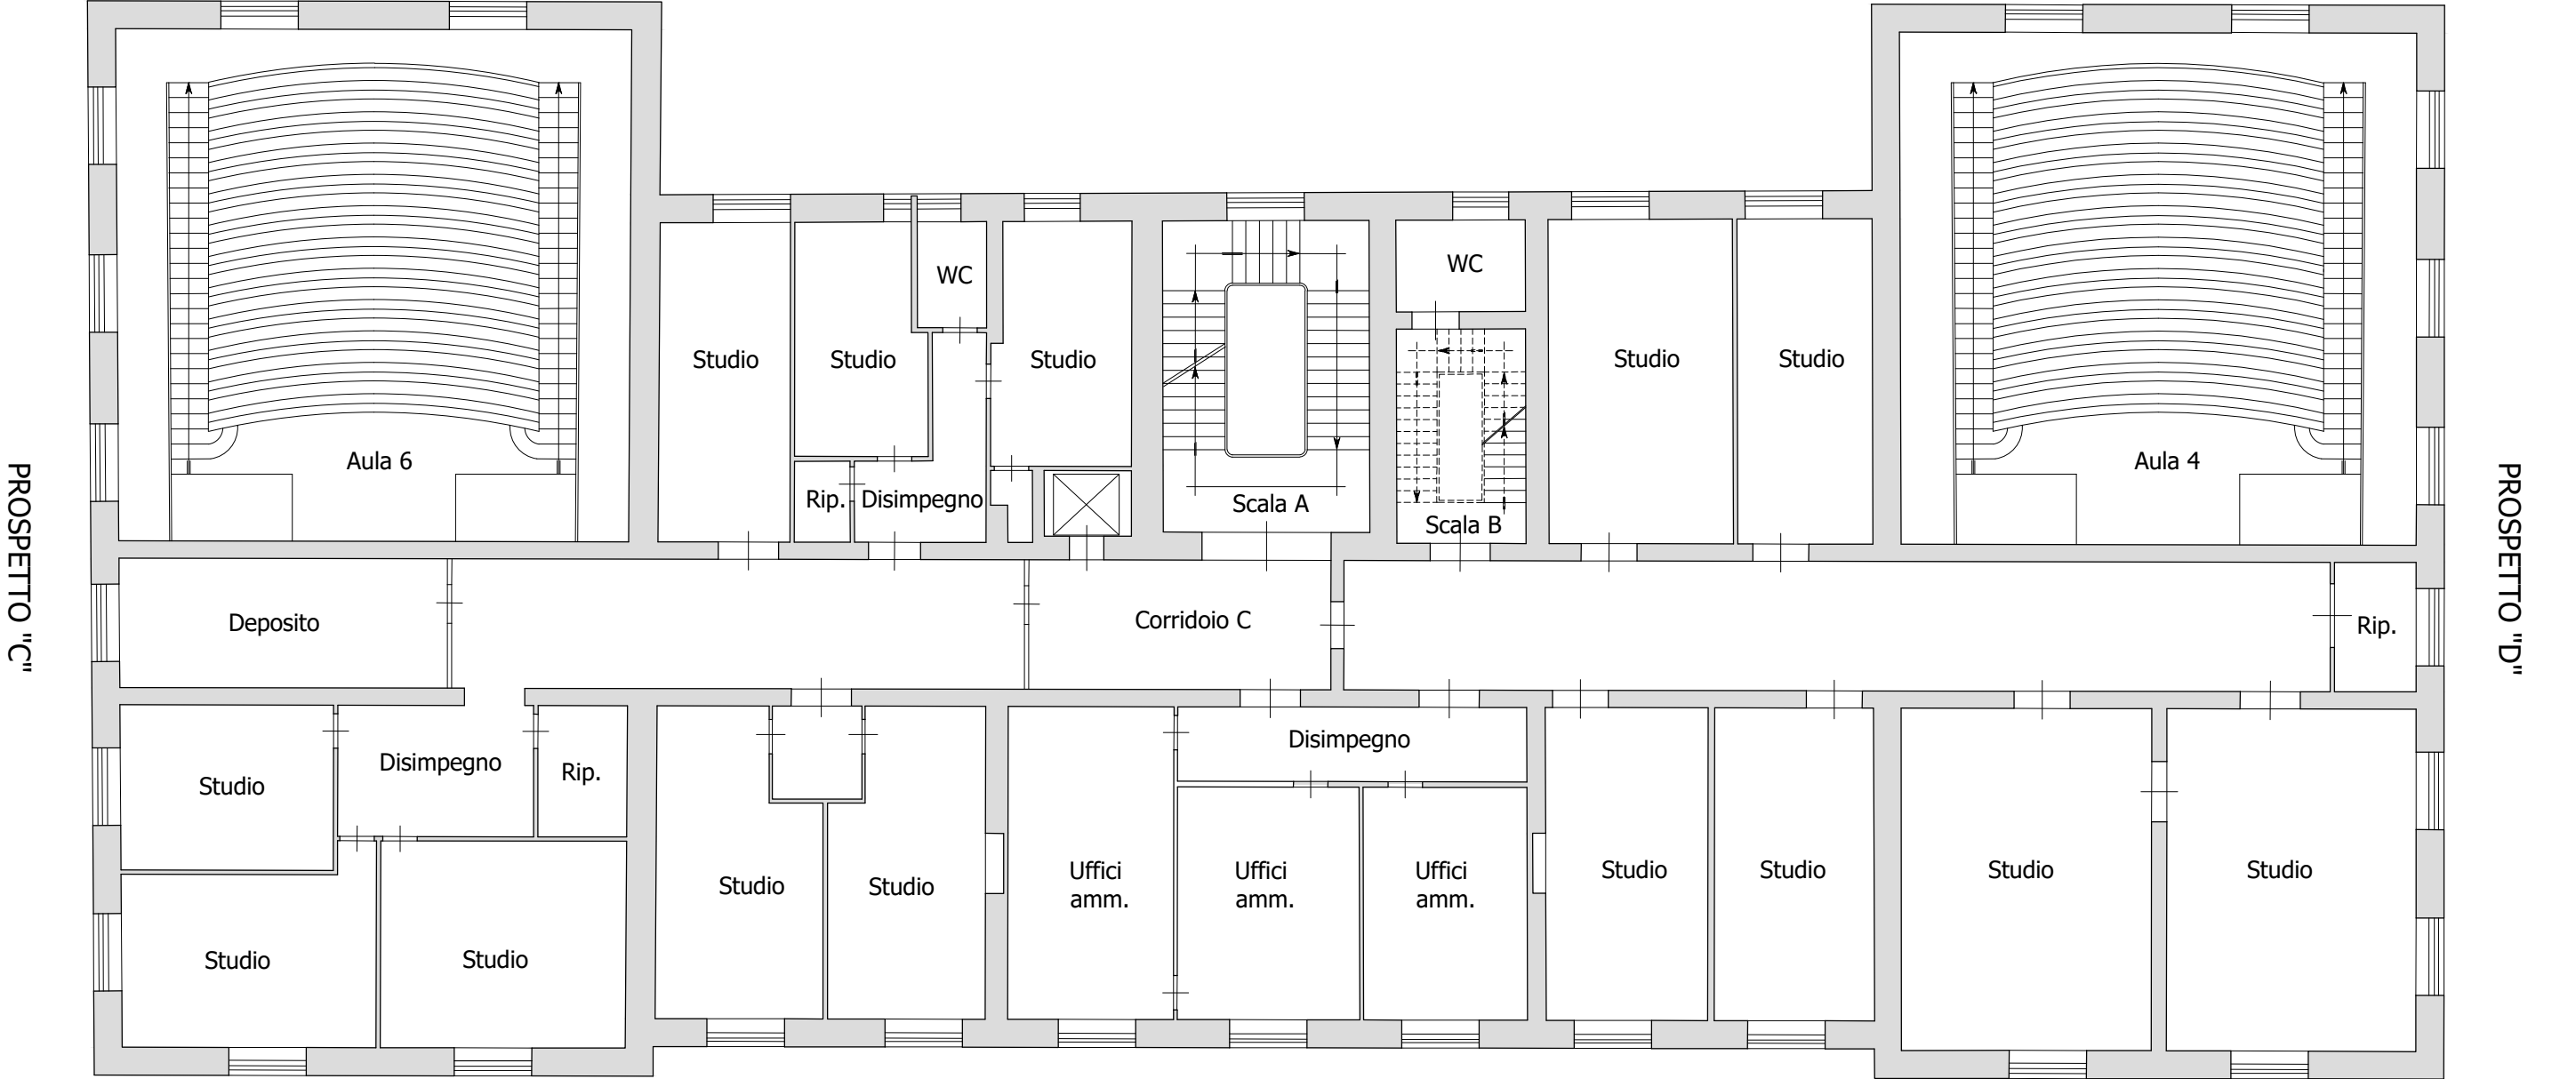 WC
WC
Studio
Studio
Studio
Studio
Studio
Aula 6
Aula 4
Rip.
Disimpegno
Scala A
Scala B
PROSPETTO "C"
PROSPETTO "D"
Deposito
Corridoio C
Rip.
Disimpegno
Disimpegno
Rip.
Studio
Studio
Studio
Uffici
amm.
Uffici
amm.
Uffici
amm.
Studio
Studio
Studio
Studio
Studio
Studio